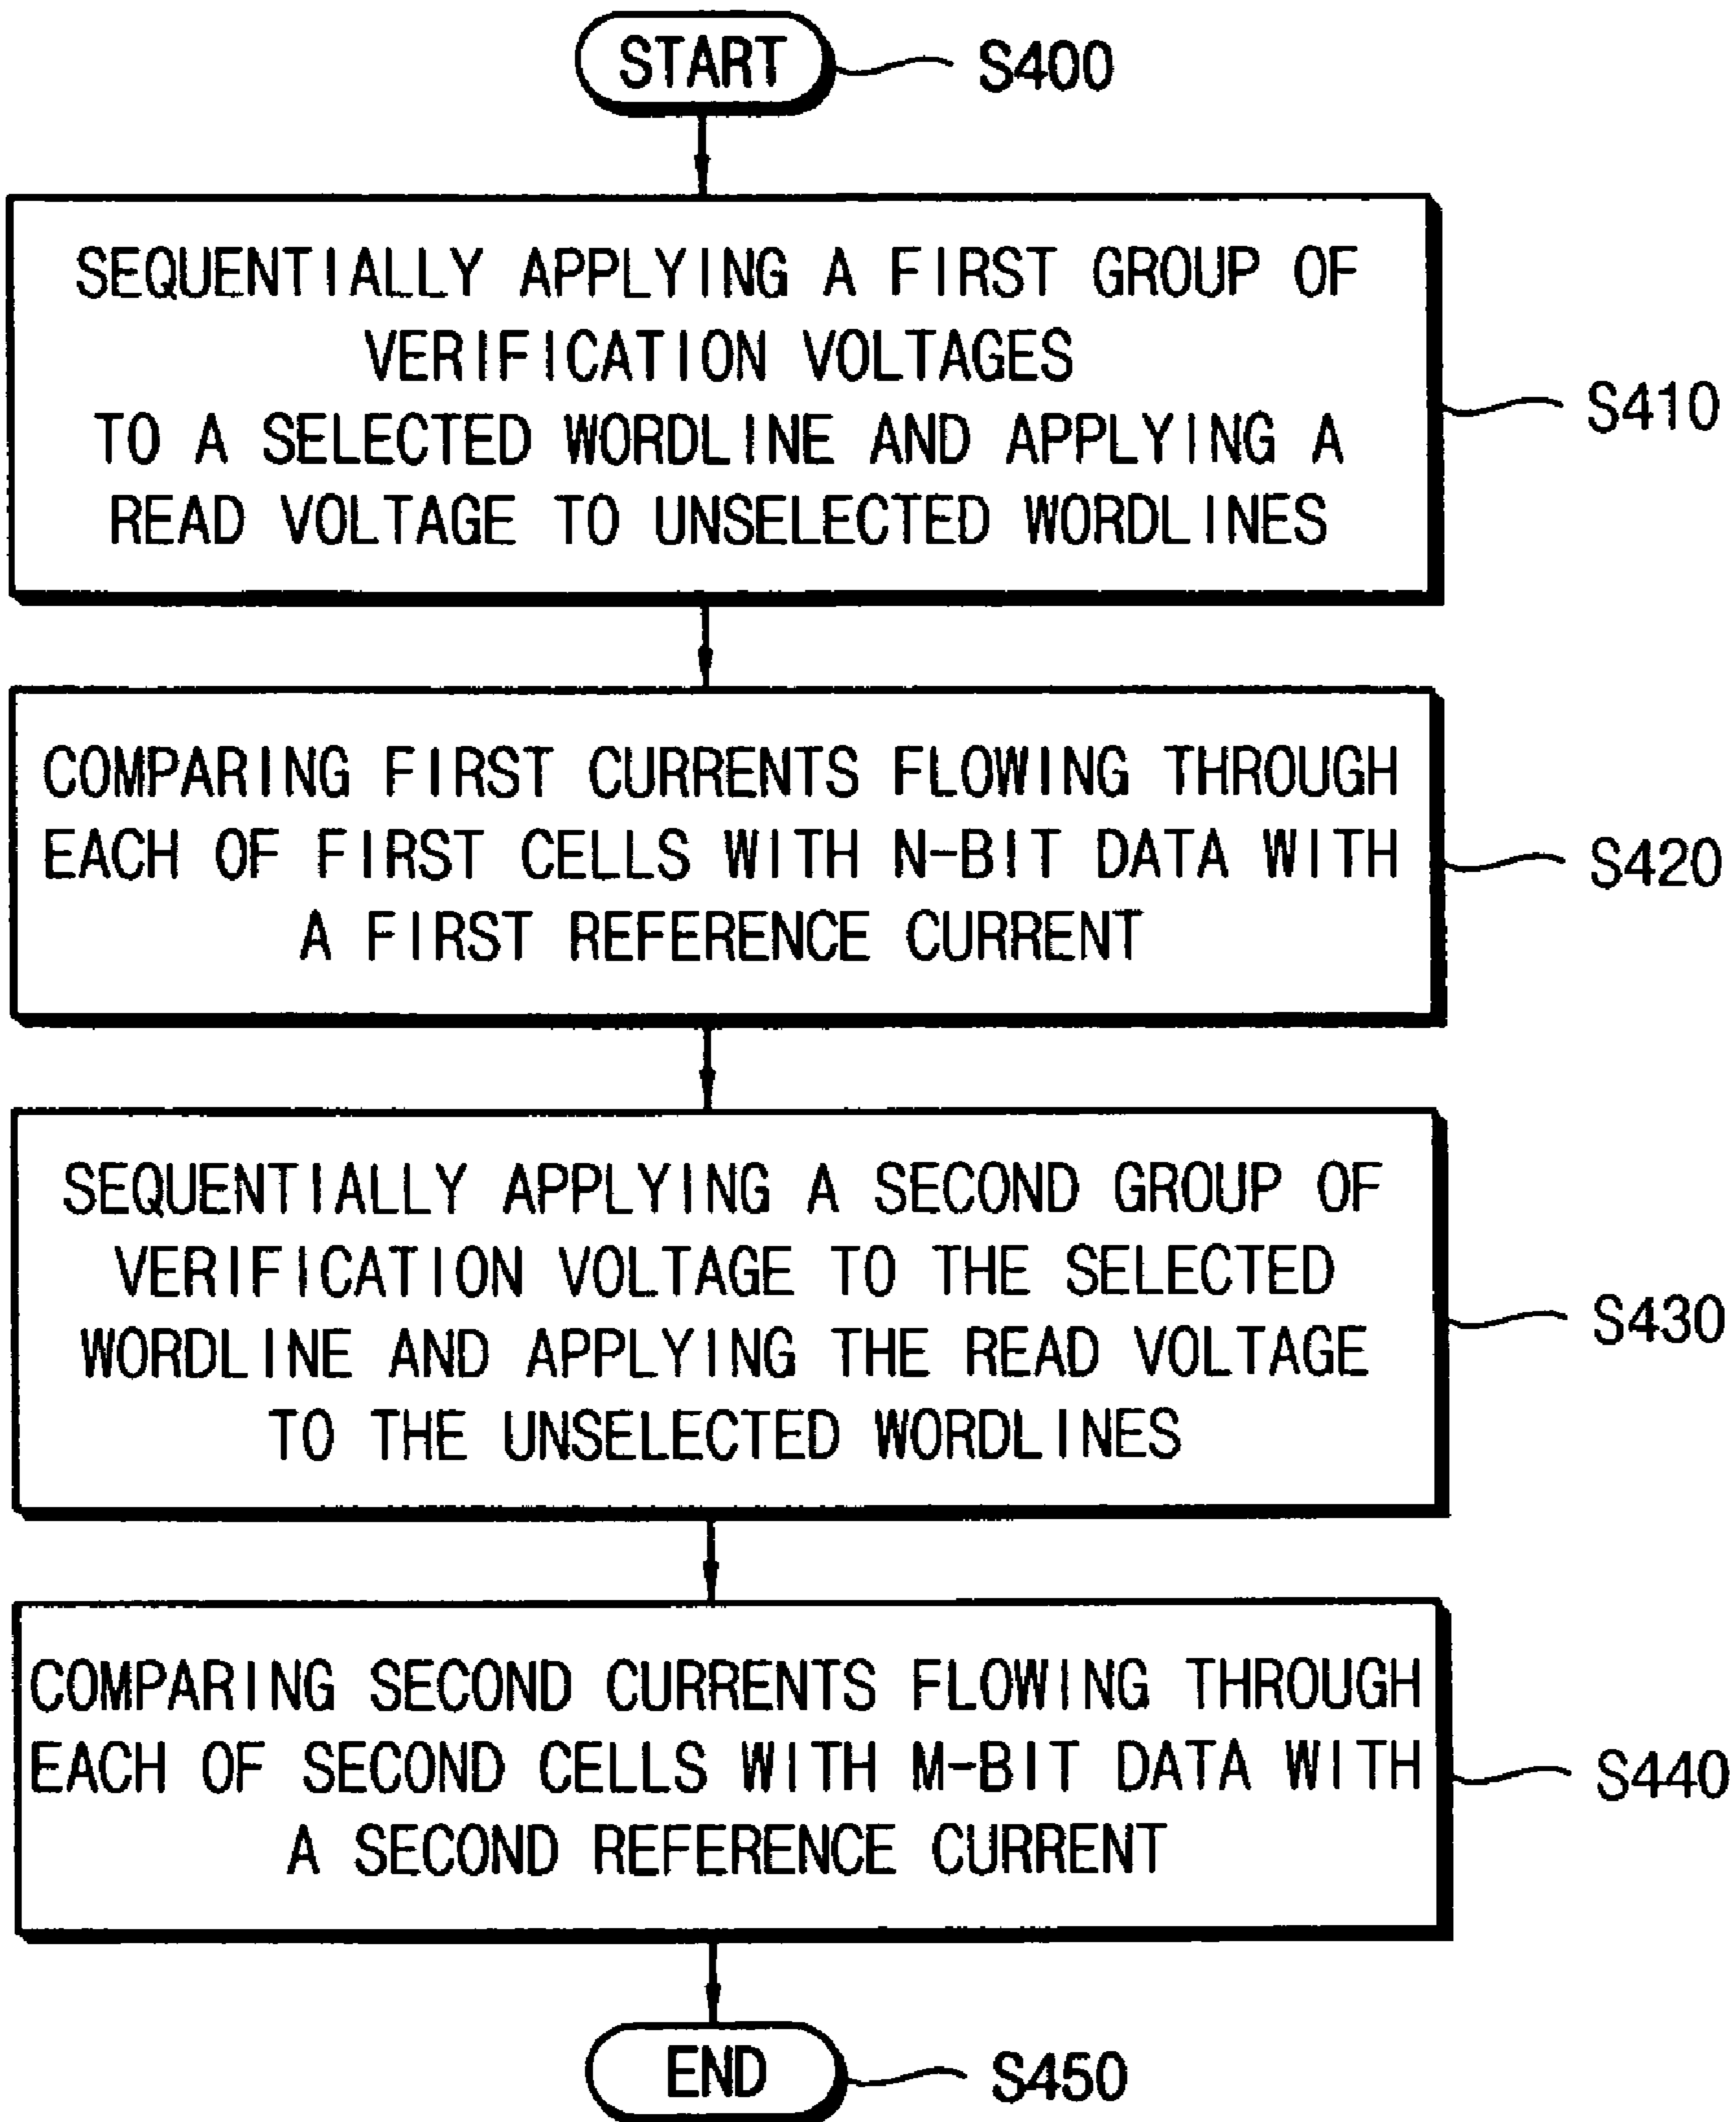 START
S400
SEQUENTIALLY APPLYING A FIRST GROUP OF
VERIFICATION VOLTAGES
TO A SELECTED WORDLINE AND APPLYING A
READ VOLTAGE TO UNSELECTED WORDLINES
S410
COMPARING FIRST CURRENTS FLOWING THROUGH
EACH OF FIRST CELLS WITH N-BIT DATA WITH
A FIRST REFERENCE CURRENT
S420
SEQUENTIALLY APPLYING A SECOND GROUP OF
VERIFICATION VOLTAGE TO THE SELECTED
WORDLINE AND APPLYING THE READ VOLTAGE
TO THE UNSELECTED WORDLINES
S430
COMPARING SECOND CURRENTS FLOWING THROUGH
EACH OF SECOND CELLS WITH M-BIT DATA WITH
A SECOND REFERENCE CURRENT
S440
END
S450